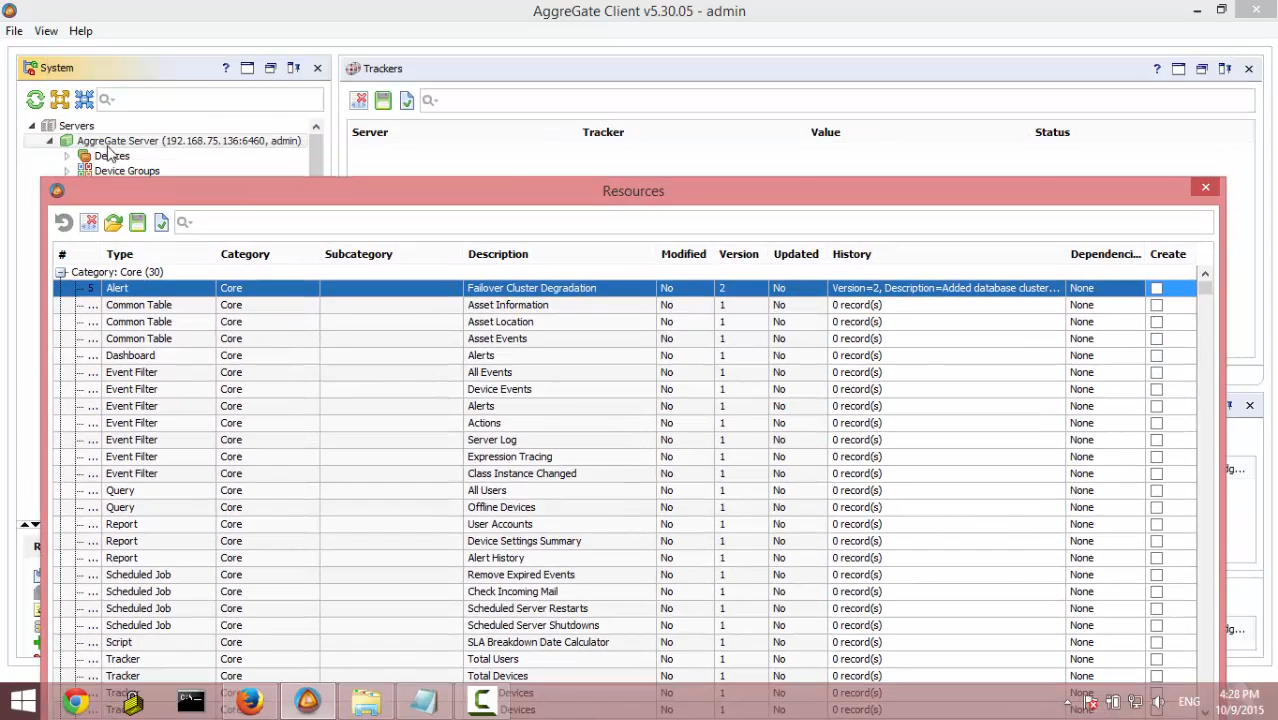 AggreGate Client v5.30.05 - admin
File View Help
System
Trackers
Server Tracker Value Status
Servers
AggreGate Server (192.168.75.136:6460, admin)
Devices
Device Groups
Resources
# Type Category Subcategory Description Modified Version Updated History Dependenci... Create
Category: Core (30)
5 Alert Core Failover Cluster Degradation No 2 No Version=2, Description=Added database cluster... None
... Common Table Core Asset Information No 1 No 0 record(s) None
... Common Table Core Asset Location No 1 No 0 record(s) None
... Common Table Core Asset Events No 1 No 0 record(s) None
... Dashboard Core Alerts No 1 No 0 record(s) None
... Event Filter Core All Events No 1 No 0 record(s) None
... Event Filter Core Device Events No 1 No 0 record(s) None
... Event Filter Core Alerts No 1 No 0 record(s) None
... Event Filter Core Actions No 1 No 0 record(s) None
... Event Filter Core Server Log No 1 No 0 record(s) None
... Event Filter Core Expression Tracing No 1 No 0 record(s) None
... Event Filter Core Class Instance Changed No 1 No 0 record(s) None
... Query Core All Users No 1 No 0 record(s) None
... Query Core Offline Devices No 1 No 0 record(s) None
... Report Core User Accounts No 1 No 0 record(s) None
... Report Core Device Settings Summary No 1 No 0 record(s) None
... Report Core Alert History No 1 No 0 record(s) None
... Scheduled Job Core Remove Expired Events No 1 No 0 record(s) None
... Scheduled Job Core Check Incoming Mail No 1 No 0 record(s) None
... Scheduled Job Core Scheduled Server Restarts No 1 No 0 record(s) None
... Scheduled Job Core Scheduled Server Shutdowns No 1 No 0 record(s) None
... Script Core SLA Breakdown Date Calculator No 1 No 0 record(s) None
... Tracker Core Total Users No 1 No 0 record(s) None
... Tracker Core Total Devices No 1 No 0 record(s) None
Devices No 1 No 0 record(s) None
Devices No 1 No 0 record(s) None
dg...
dg...
ENG
4:28 PM
10/9/2015